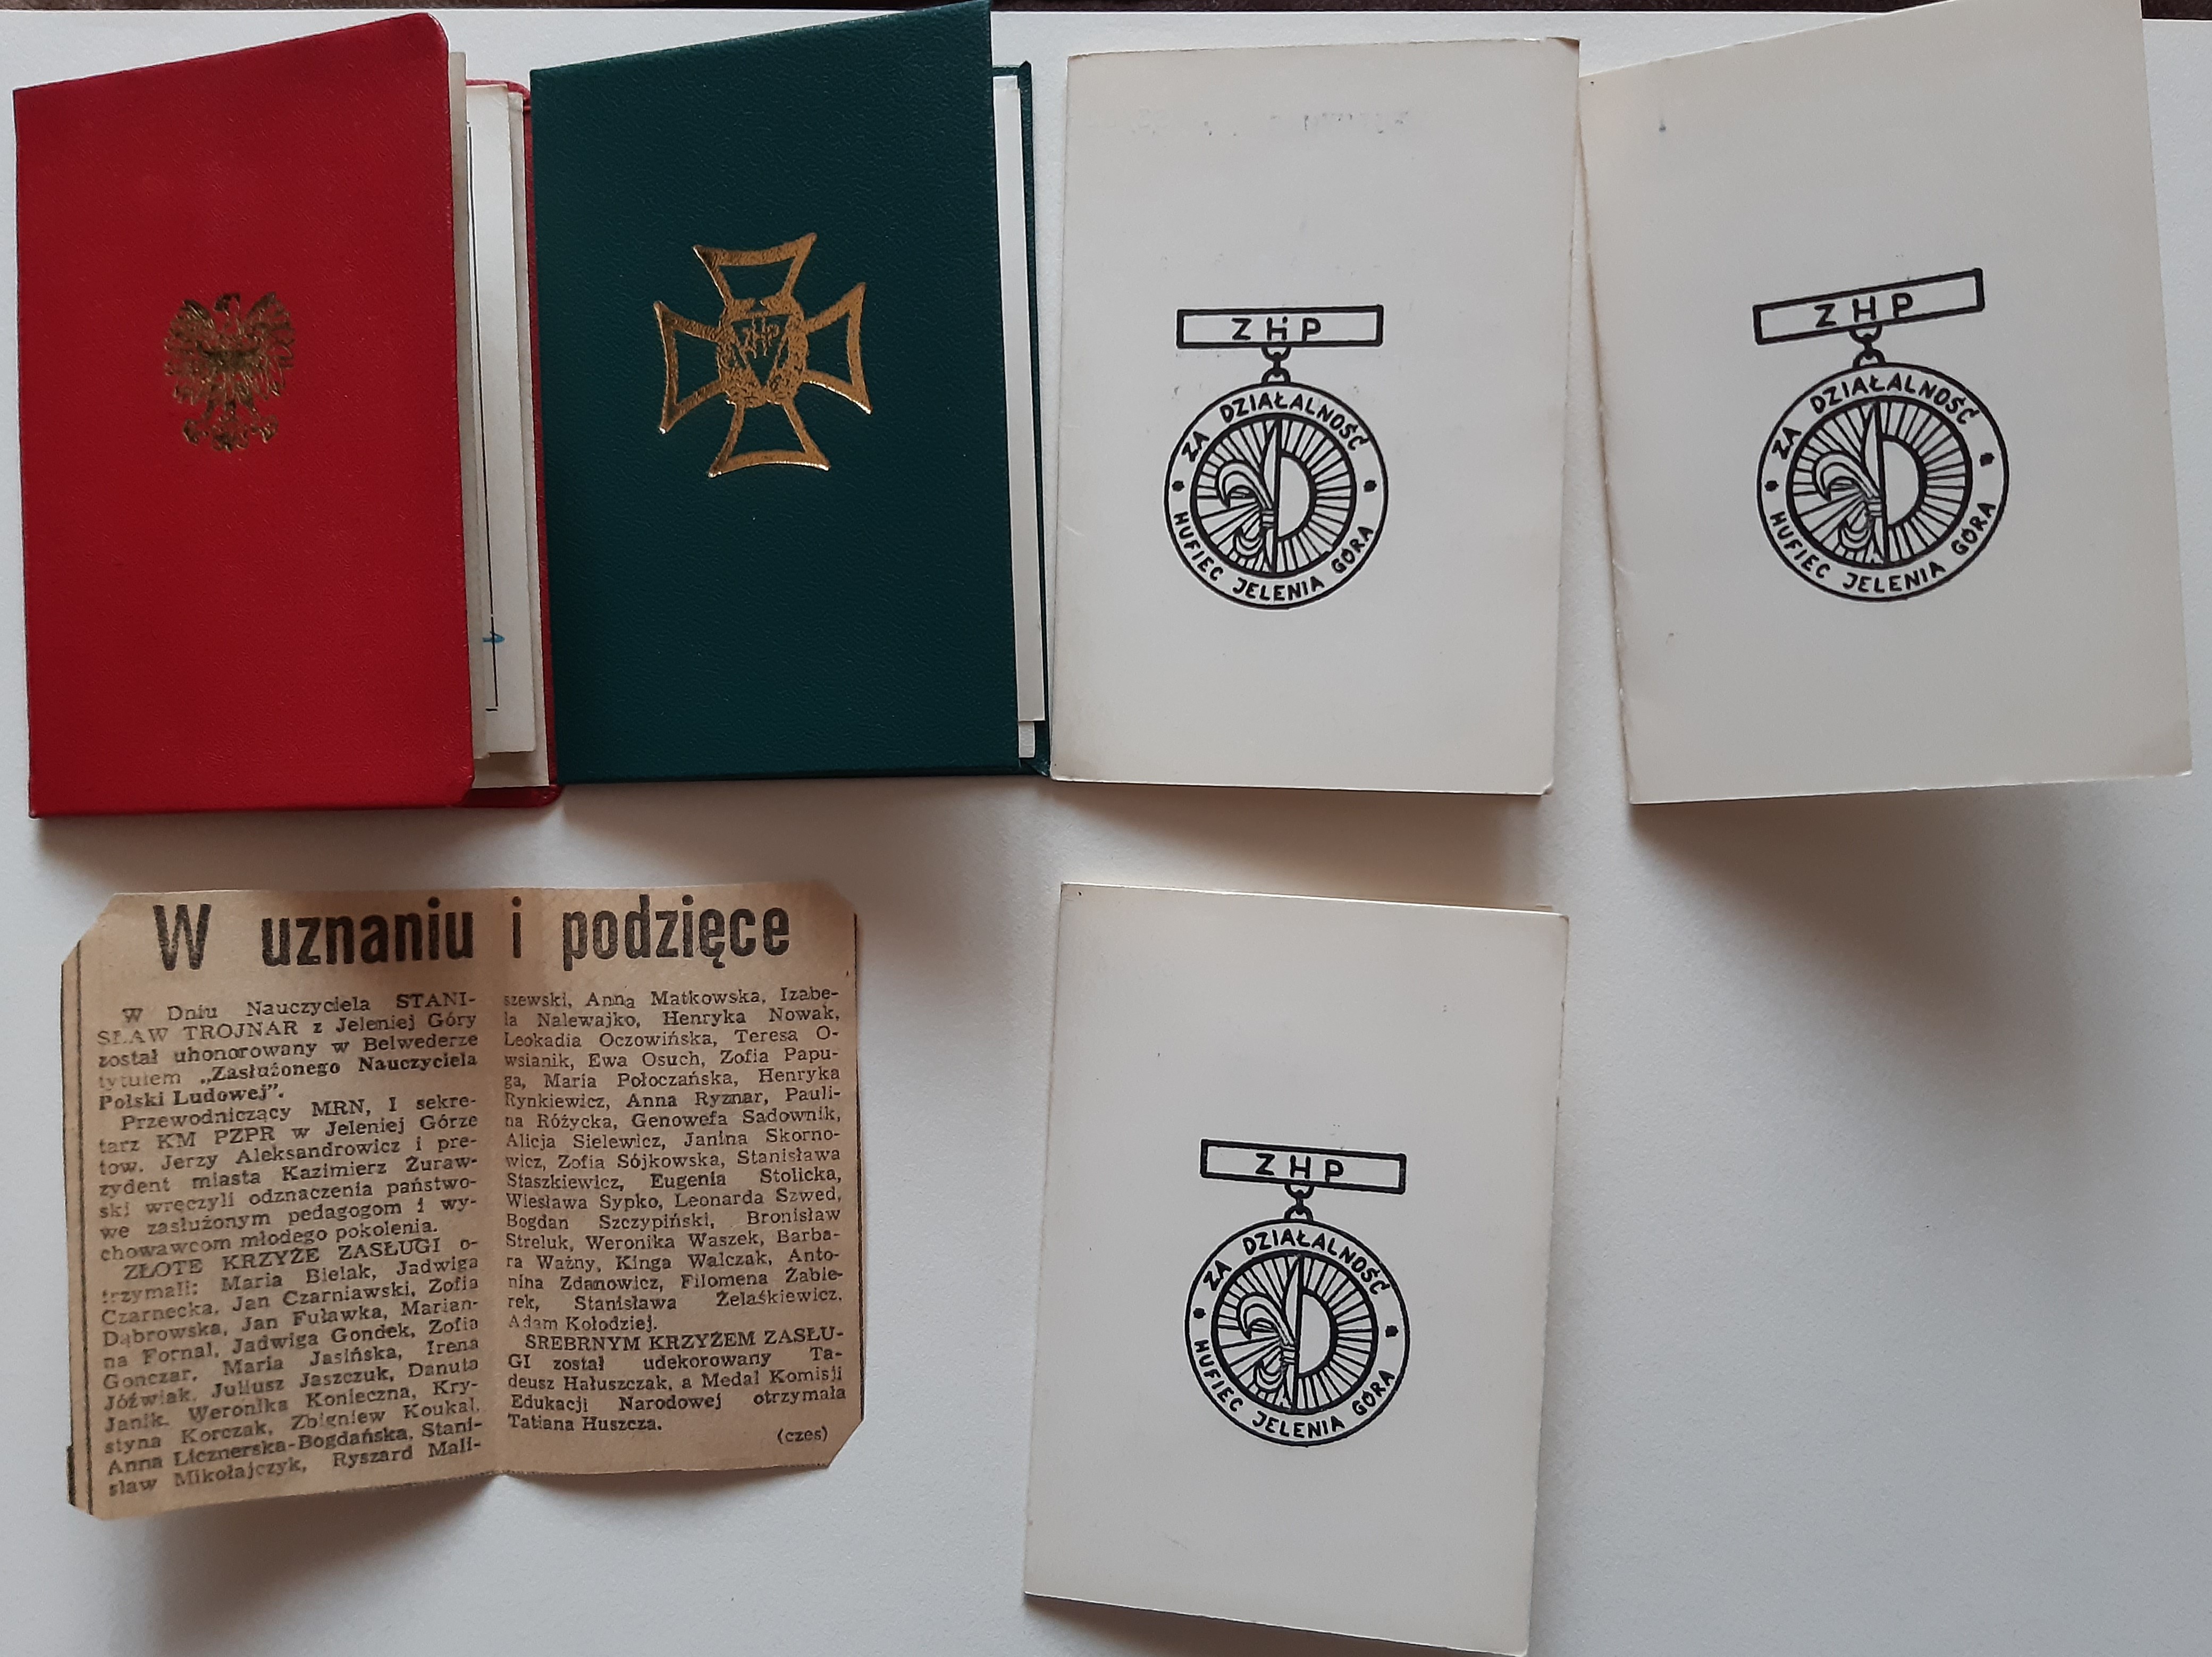 ZHP
ZHP
ZA DZIAŁALNOŚĆ
HUFIEC JELENIA GÓRA
ZHP
ZA DZIAŁALNOŚĆ
HUFIEC JELENIA GÓRA
W uznaniu i podzięce
W Dniu Nauczyciela STANI-
SŁAW TROJNAR z Jeleniej Góry
został uhonorowany w Belwederze
tytułem „Zasłużonego Nauczyciela
Polski Ludowej”.
Przewodniczący MRN, I sekre-
tarz KM PZPR w Jeleniej Górze
tow. Jerzy Aleksandrowicz i pre-
zydent miasta Kazimierz Żuraw-
ski wręczyli odznaczenia państwo-
we zasłużonym pedagogom i wy-
chowawcom młodego pokolenia.
ZŁOTE KRZYŻE ZASŁUGI o-
trzymali: Maria Bielak, Jadwiga
Czarnecka, Jan Czarniawski, Zofia
Dąbrowska, Jan Fuławka, Marian-
na Fornal, Jadwiga Gondek, Zofia
Gonczar, Maria Jasińska, Irena
Jóźwiak, Juliusz Jaszczuk, Danuta
Janik, Weronika Konieczna, Kry-
styna Korczak, Zbigniew Koukal,
Anna Licznerska-Bogdańska, Stani-
sław Mikołajczyk, Ryszard Mali-
szewski, Anna Matkowska, Izabe-
la Nalewajko, Henryka Nowak,
Leokadia Oczowińska, Teresa O-
wsianik, Ewa Osuch, Zofia Papu-
ga, Maria Połoczańska, Henryka
Rynkiewicz, Anna Ryznar, Pauli-
na Różycka, Genowefa Sadownik,
Alicja Sielewicz, Janina Skorno-
wicz, Zofia Sójkowska, Stanisława
Staszkiewicz, Eugenia Stolicka,
Wiesława Sypko, Leonarda Szwed,
Bogdan Szczypiński, Bronisław
Streluk, Weronika Waszek, Barba-
ra Ważny, Kinga Walczak, Anto-
nina Zdanowicz, Filomena Żabie-
rek, Stanisława Żelaśkiewicz,
Adam Kołodziej.
SREBRNYM KRZYŻEM ZASŁU-
GI został udekorowany Ta-
deusz Hałuszczak, a Medal Komisji
Edukacji Narodowej otrzymała
Tatiana Huszcza.
(czes)
ZHP
ZA DZIAŁALNOŚĆ
HUFIEC JELENIA GÓRA